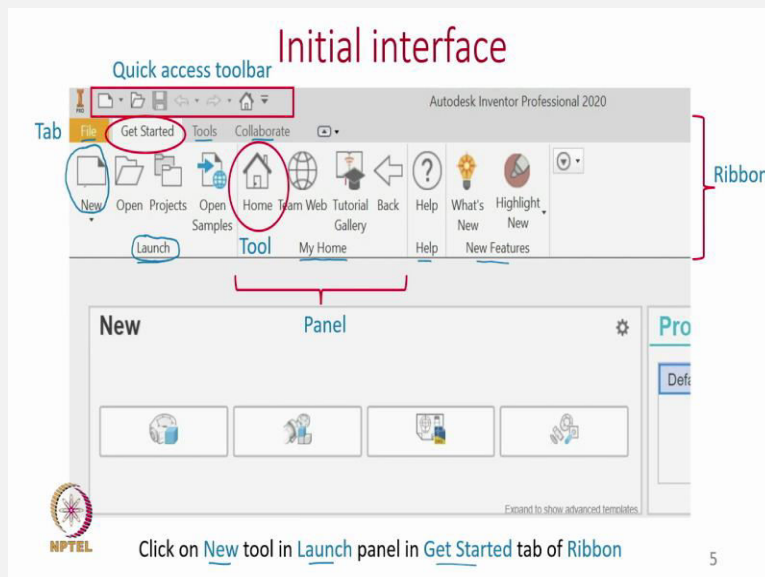 Initial interface
Quick access toolbar
PRO
Autodesk Inventor Professional 2020
Tab
File Get Started Tools Collaborate
Ribbon
New Open Projects Open Samples Home Team Web Tutorial Gallery Back Help What's New Highlight New
Launch Tool My Home Help New Features
Panel
New
Pro
Defa
Expand to show advanced templates
NPTEL
Click on New tool in Launch panel in Get Started tab of Ribbon
5